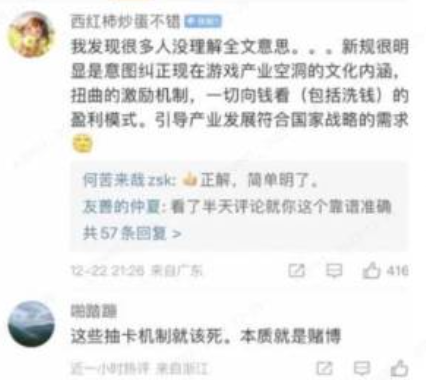 西红柿炒蛋不错
我发现很多人没理解全文意思。。。新规很明
显是意图纠正现在游戏产业空洞的文化内涵，
扭曲的激励机制，一切向钱看（包括洗钱）的
盈利模式。引导产业发展符合国家战略的需求
何苦来哉zsk: 👍正解，简单明了。
友善的仲夏: 看了半天评论就你这个靠谱准确
共57条回复 >
12-22 21:26 来自广东
416
啪踏蹦
这些抽卡机制就该死。本质就是赌博
近一小时热评 来自浙江